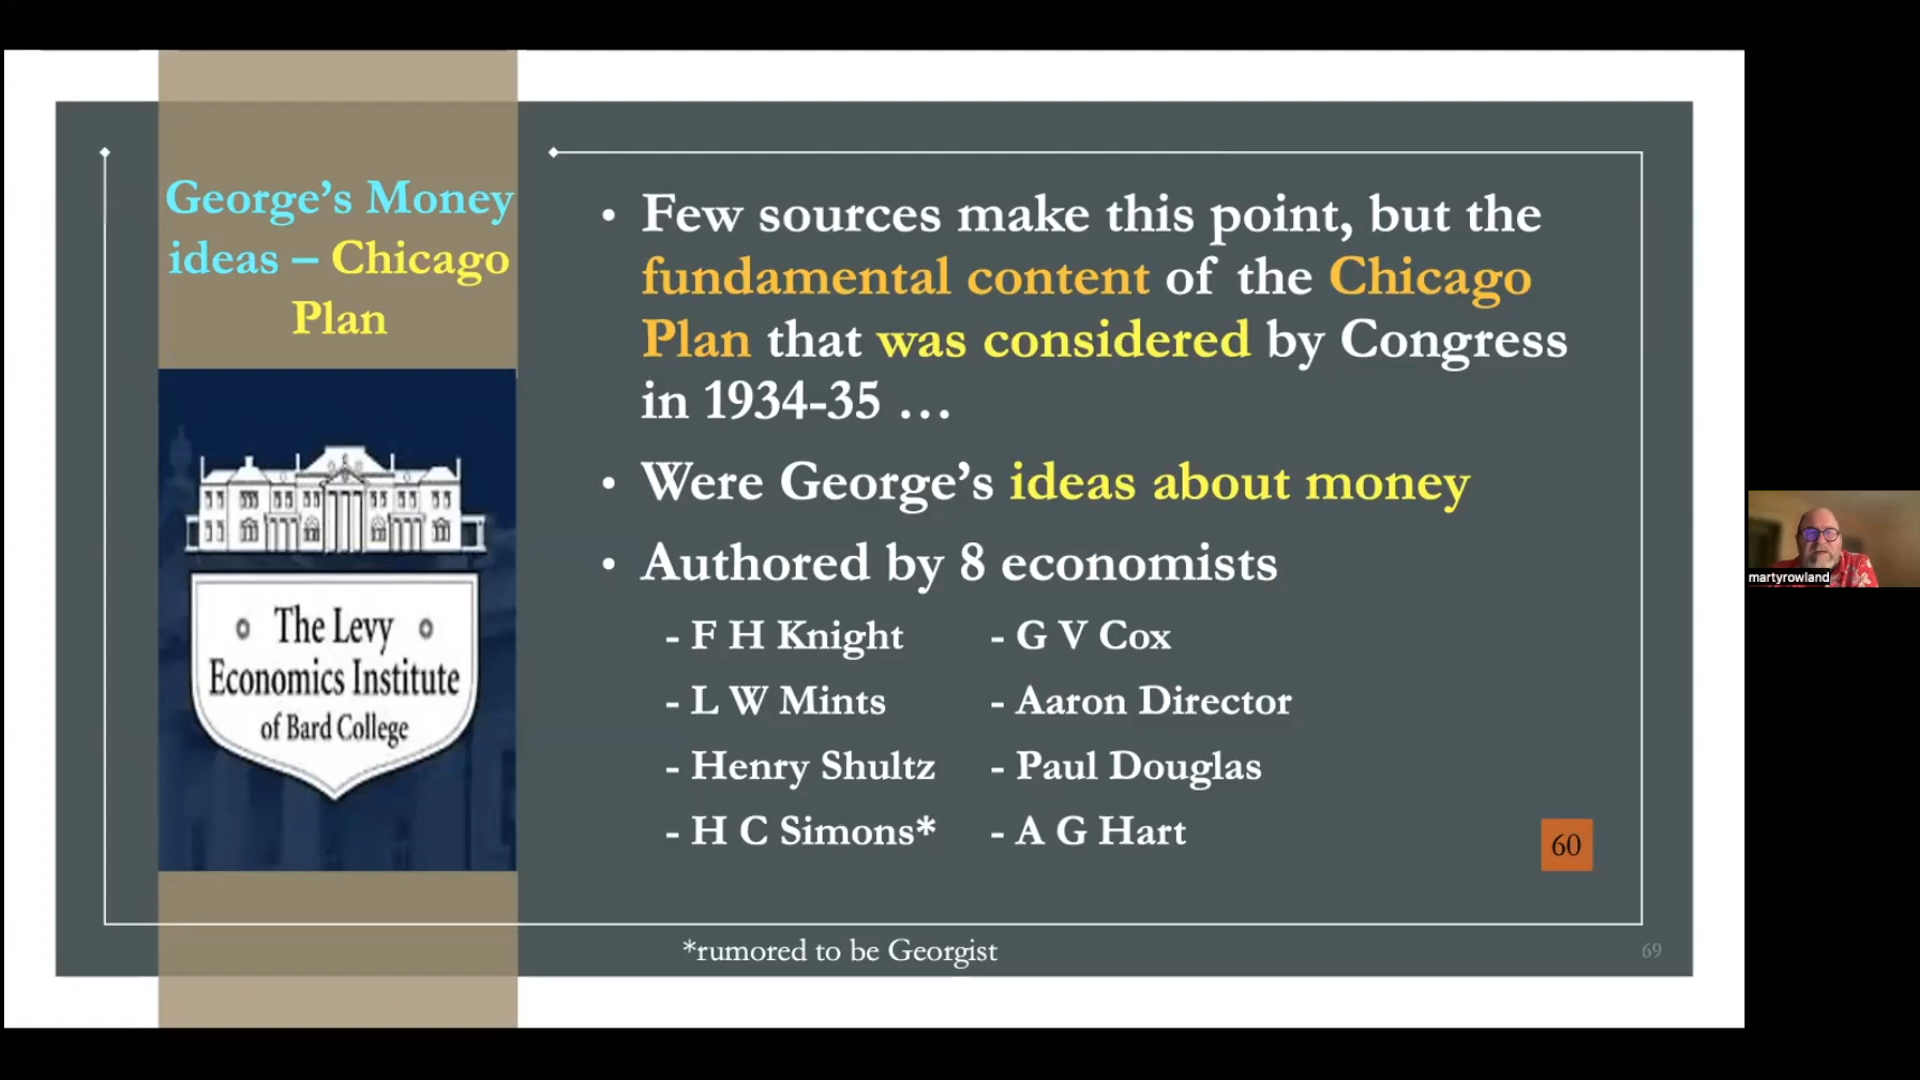 George's Money
ideas – Chicago
Plan
The Levy
Economics Institute
of Bard College
• Few sources make this point, but the
fundamental content of the Chicago
Plan that was considered by Congress
in 1934-35 …
• Were George's ideas about money
• Authored by 8 economists
- F H Knight - G V Cox
- L W Mints - Aaron Director
- Henry Shultz - Paul Douglas
- H C Simons* - A G Hart
60
*rumored to be Georgist
69
martyrowland